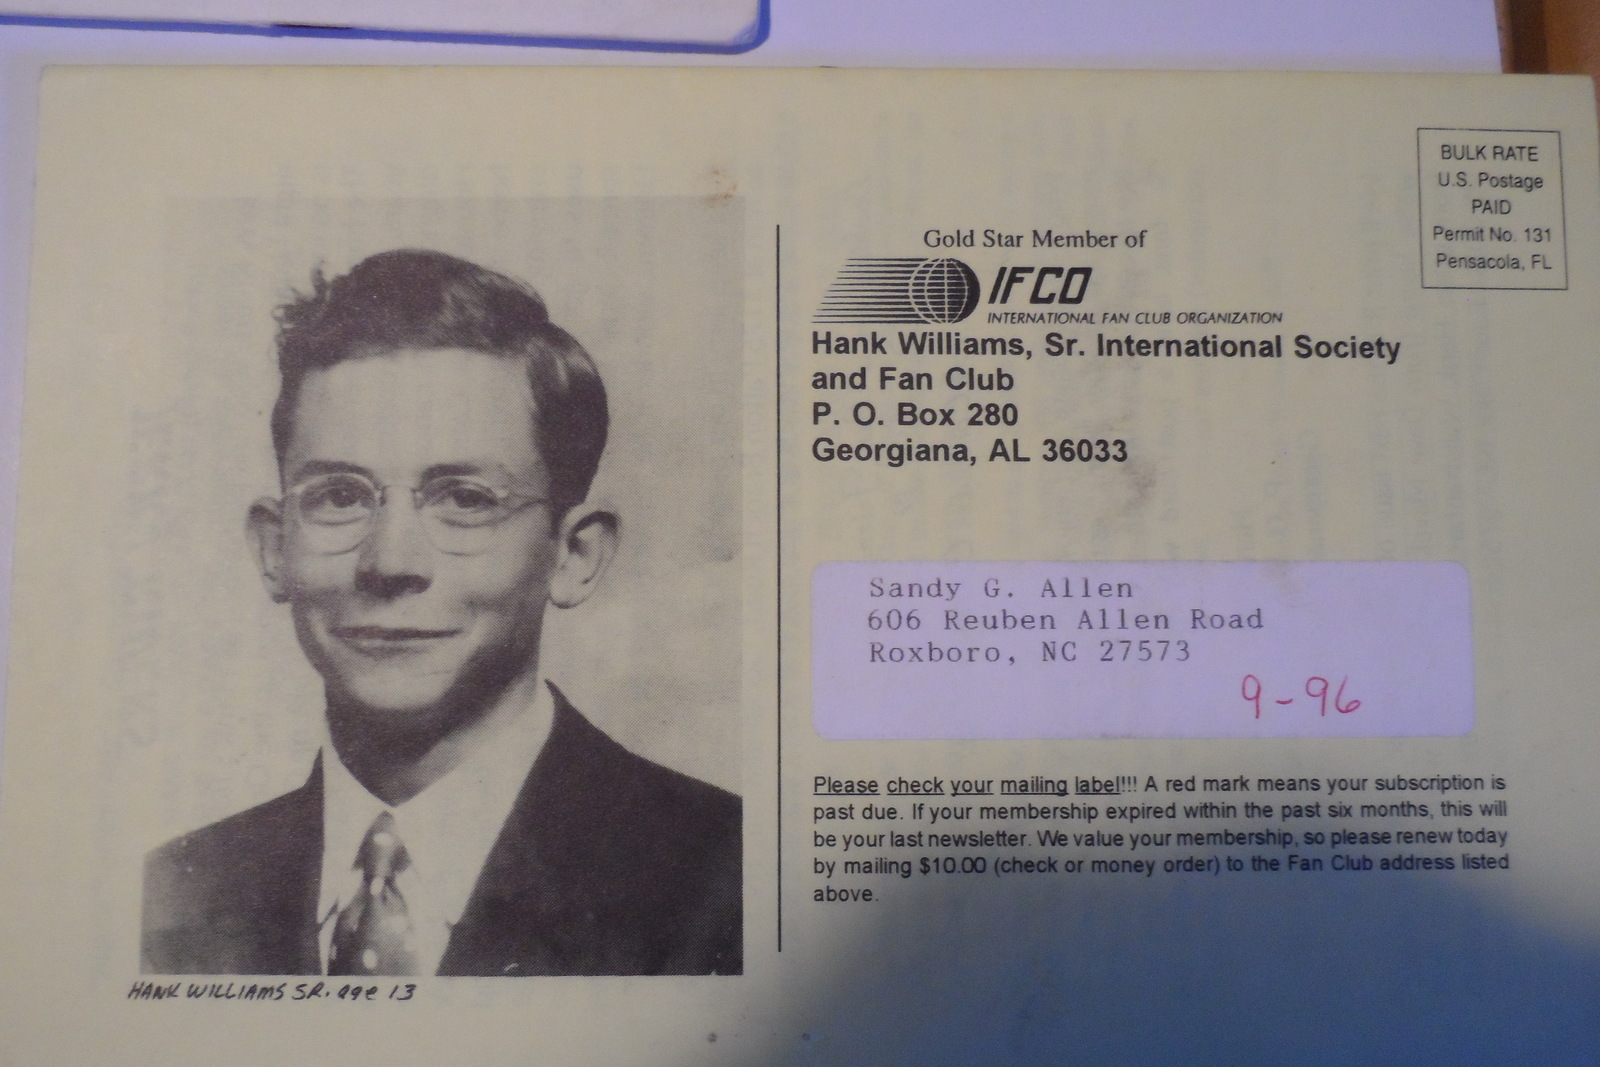 BULK RATE
U.S. Postage
PAID
Permit No. 131
Pensacola, FL
Gold Star Member of
IFCO
INTERNATIONAL FAN CLUB ORGANIZATION
Hank Williams, Sr. International Society
and Fan Club
P. O. Box 280
Georgiana, AL 36033
Sandy G. Allen
606 Reuben Allen Road
Roxboro, NC 27573
9-96
Please check your mailing label!!! A red mark means your subscription is
past due. If your membership expired within the past six months, this will
be your last newsletter. We value your membership, so please renew today
by mailing $10.00 (check or money order) to the Fan Club address listed
above.
HANK WILLIAMS SR. age 13